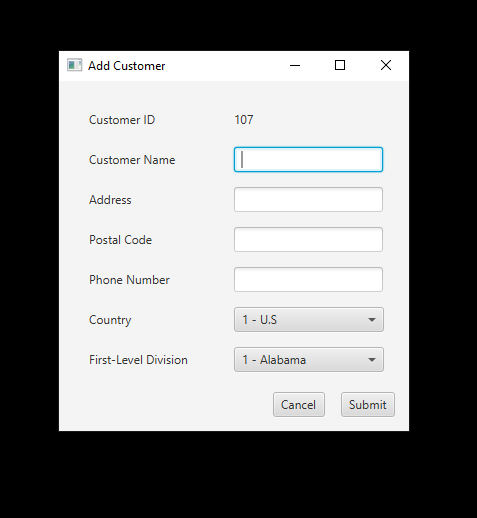 Add Customer
Customer ID 107
Customer Name
Address
Postal Code
Phone Number
Country 1 - U.S
First-Level Division 1 - Alabama
Cancel Submit